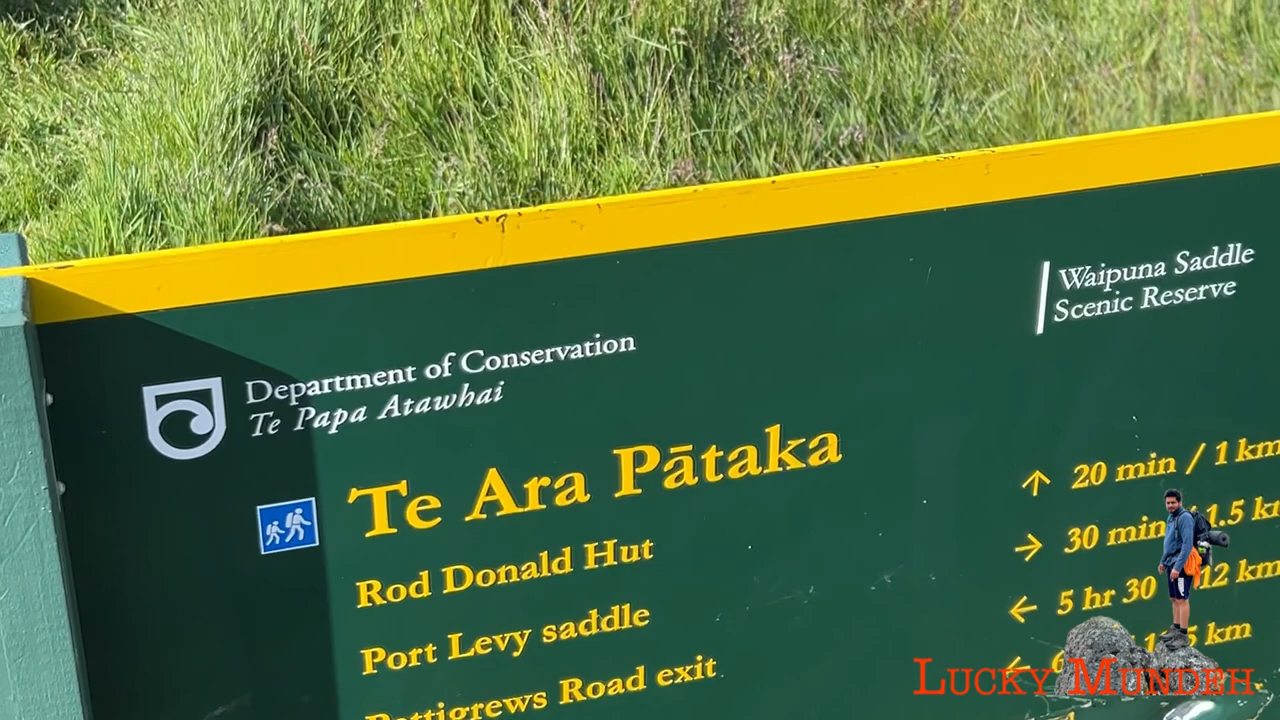 Waipuna Saddle
Scenic Reserve
Department of Conservation
Te Papa Atawhai
Te Ara Pātaka
↑ 20 min / 1 km
Rod Donald Hut → 30 min / 1.5 km
Port Levy saddle ← 5 hr 30 12 km
Pettigrews Road exit ← 6 km
Lucky Mundeh